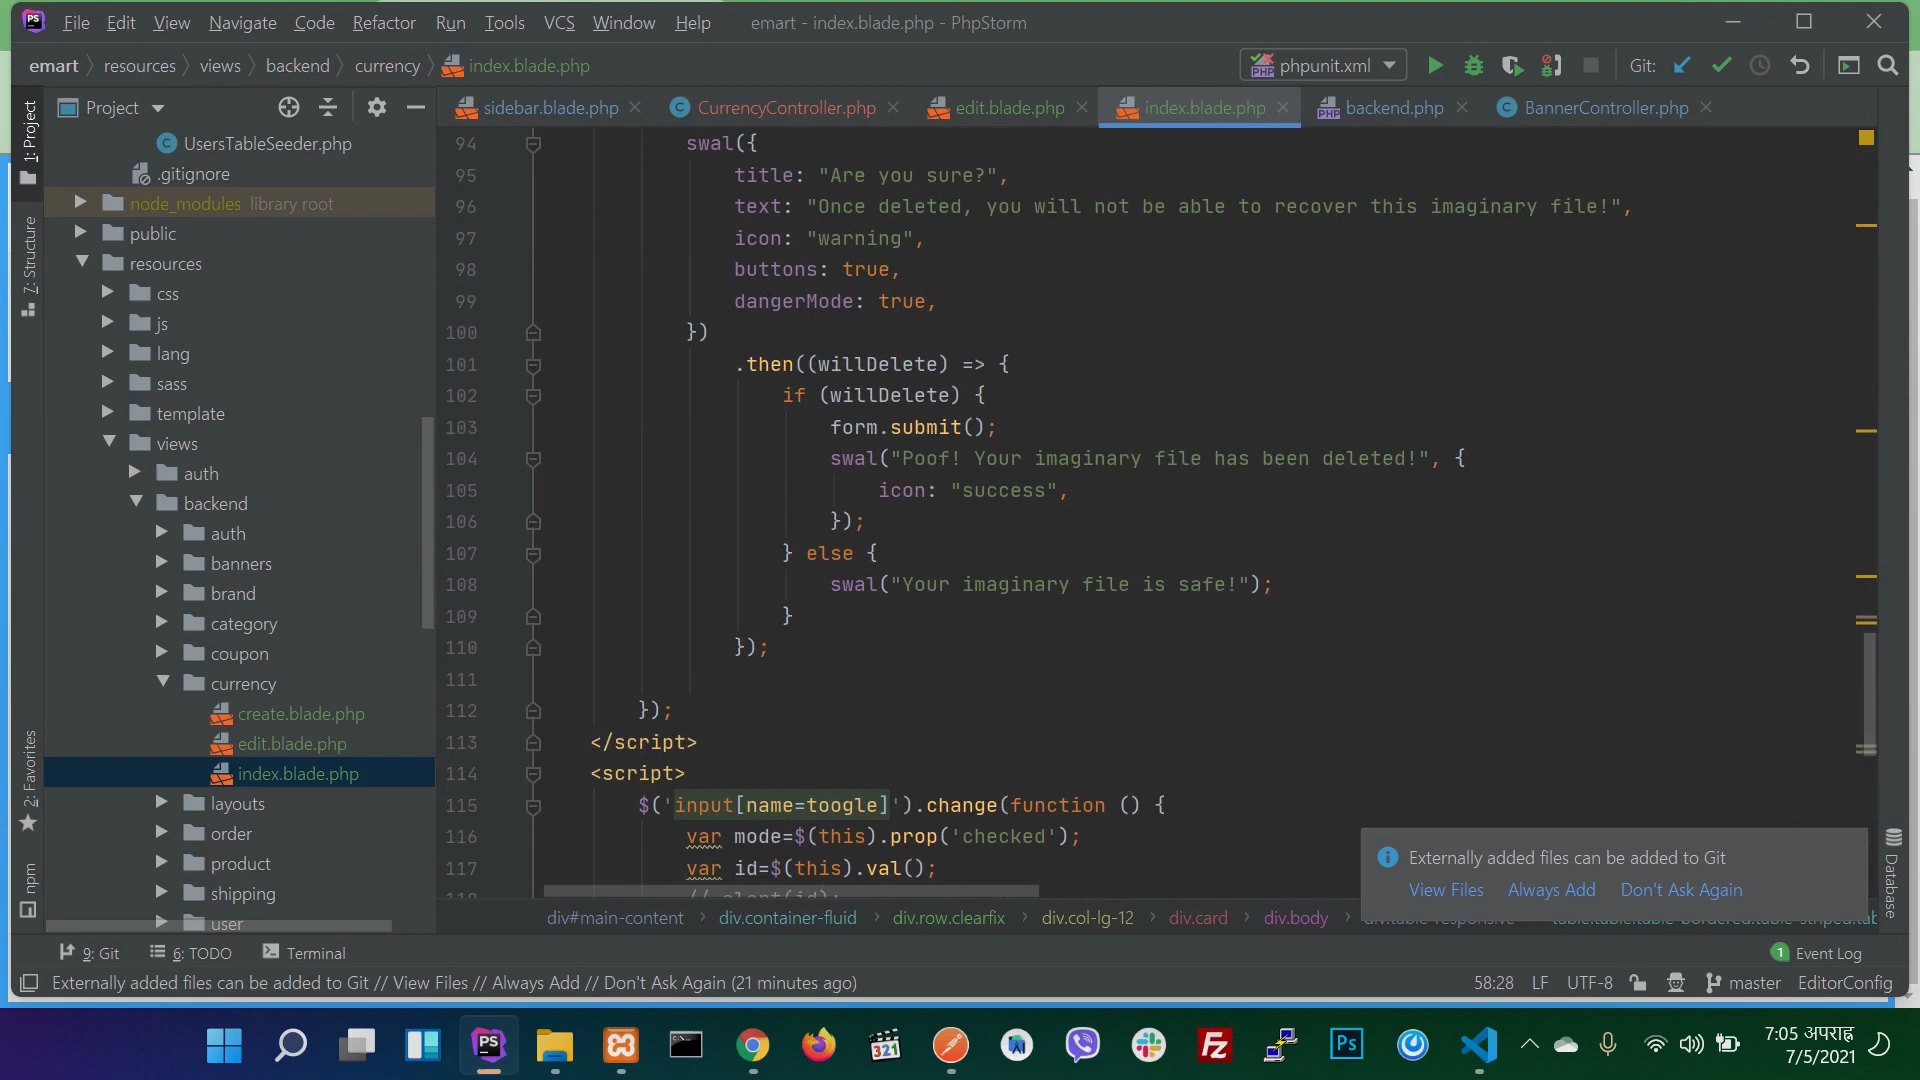 File Edit View Navigate Code Refactor Run Tools VCS Window Help emart - index.blade.php - PhpStorm
emart resources views backend currency index.blade.php phpunit.xml Git:
Project
sidebar.blade.php CurrencyController.php edit.blade.php index.blade.php backend.php BannerController.php
1: Project
7: Structure
2: Favorites
npm
UsersTableSeeder.php
.gitignore
node_modules library root
public
resources
css
js
lang
sass
template
views
auth
backend
auth
banners
brand
category
coupon
currency
create.blade.php
edit.blade.php
index.blade.php
layouts
order
product
shipping
user
94 swal({
95 title: "Are you sure?",
96 text: "Once deleted, you will not be able to recover this imaginary file!",
97 icon: "warning",
98 buttons: true,
99 dangerMode: true,
100 })
101 .then((willDelete) => {
102 if (willDelete) {
103 form.submit();
104 swal("Poof! Your imaginary file has been deleted!", {
105 icon: "success",
106 });
107 } else {
108 swal("Your imaginary file is safe!");
109 }
110 });
111
112 });
113 </script>
114 <script>
115 $('input[name=toogle]').change(function () {
116 var mode=$(this).prop('checked');
117 var id=$(this).val();
118 // alert(id);
Externally added files can be added to Git
View Files Always Add Don't Ask Again
Database
div#main-content div.container-fluid div.row.clearfix div.col-lg-12 div.card div.body
9: Git 6: TODO Terminal 1 Event Log
Externally added files can be added to Git // View Files // Always Add // Don't Ask Again (21 minutes ago) 58:28 LF UTF-8 master EditorConfig
7:05 अपराह्न
7/5/2021